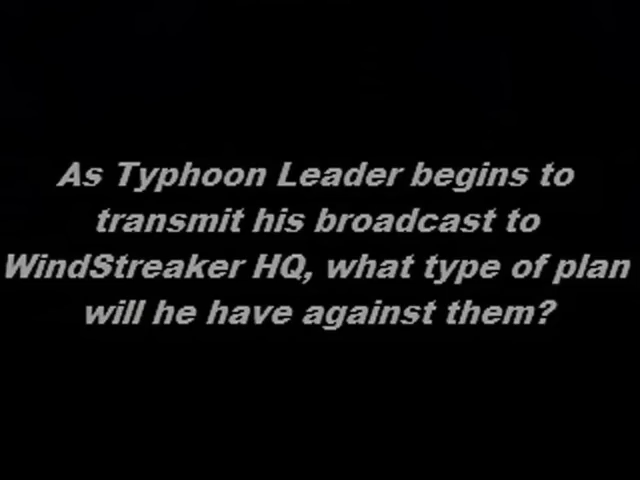 As Typhoon Leader begins to
transmit his broadcast to
WindStreaker HQ, what type of plan
will he have against them?